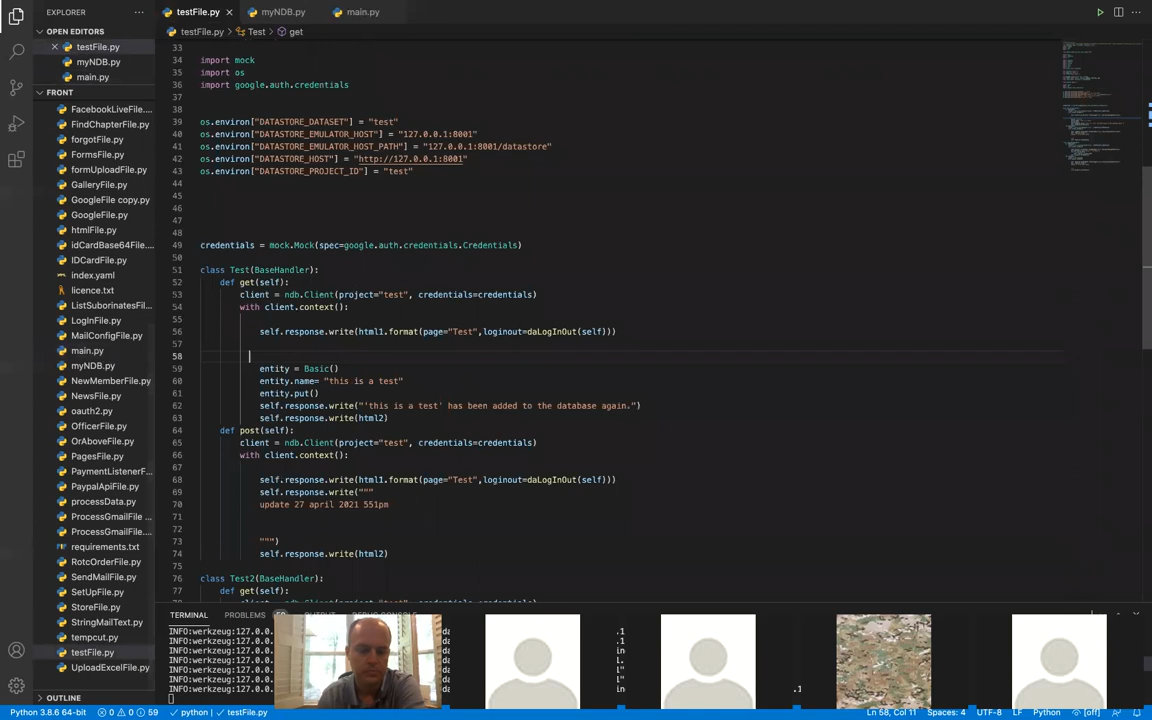 EXPLORER
OPEN EDITORS
testFile.py
myNDB.py
main.py
FRONT
FacebookLiveFile....
FindChapterFile.py
forgotFile.py
FormsFile.py
formUploadFile.py
GalleryFile.py
GoogleFile copy.py
GoogleFile.py
htmlFile.py
idCardBase64File....
IDCardFile.py
index.yaml
licence.txt
ListSuborinatesFil...
LogInFile.py
MailConfigFile.py
main.py
myNDB.py
NewMemberFile.py
NewsFile.py
oauth2.py
OfficerFile.py
OrAboveFile.py
PagesFile.py
PaymentListenerF...
PaypalApiFile.py
processData.py
ProcessGmailFile ...
ProcessGmailFile....
requirements.txt
RotcOrderFile.py
SendMailFile.py
SetUpFile.py
StoreFile.py
StringMailText.py
tempcut.py
testFile.py
UploadExcelFile.py
OUTLINE
testFile.py myNDB.py main.py
testFile.py > Test > get
33
34 import mock
35 import os
36 import google.auth.credentials
37
38
39 os.environ["DATASTORE_DATASET"] = "test"
40 os.environ["DATASTORE_EMULATOR_HOST"] = "127.0.0.1:8001"
41 os.environ["DATASTORE_EMULATOR_HOST_PATH"] = "127.0.0.1:8001/datastore"
42 os.environ["DATASTORE_HOST"] = "http://127.0.0.1:8001"
43 os.environ["DATASTORE_PROJECT_ID"] = "test"
44
45
46
47
48
49 credentials = mock.Mock(spec=google.auth.credentials.Credentials)
50
51 class Test(BaseHandler):
52 def get(self):
53 client = ndb.Client(project="test", credentials=credentials)
54 with client.context():
55
56 self.response.write(html1.format(page="Test",loginout=daLogInOut(self)))
57
58
59 entity = Basic()
60 entity.name= "this is a test"
61 entity.put()
62 self.response.write("'this is a test' has been added to the database again.")
63 self.response.write(html2)
64 def post(self):
65 client = ndb.Client(project="test", credentials=credentials)
66 with client.context():
67
68 self.response.write(html1.format(page="Test",loginout=daLogInOut(self)))
69 self.response.write("""
70 update 27 april 2021 551pm
71
72
73 """)
74 self.response.write(html2)
75
76 class Test2(BaseHandler):
77 def get(self):
TERMINAL PROBLEMS
INFO:werkzeug:127.0.0.
INFO:werkzeug:127.0.0.
INFO:werkzeug:127.0.0.
INFO:werkzeug:127.0.0.
INFO:werkzeug:127.0.0.
INFO:werkzeug:127.0.0.
INFO:werkzeug:127.0.0.
Python 3.8.6 64-bit 0 0 59 python testFile.py Ln 58, Col 11 Spaces: 4 UTF-8 LF Python [off]